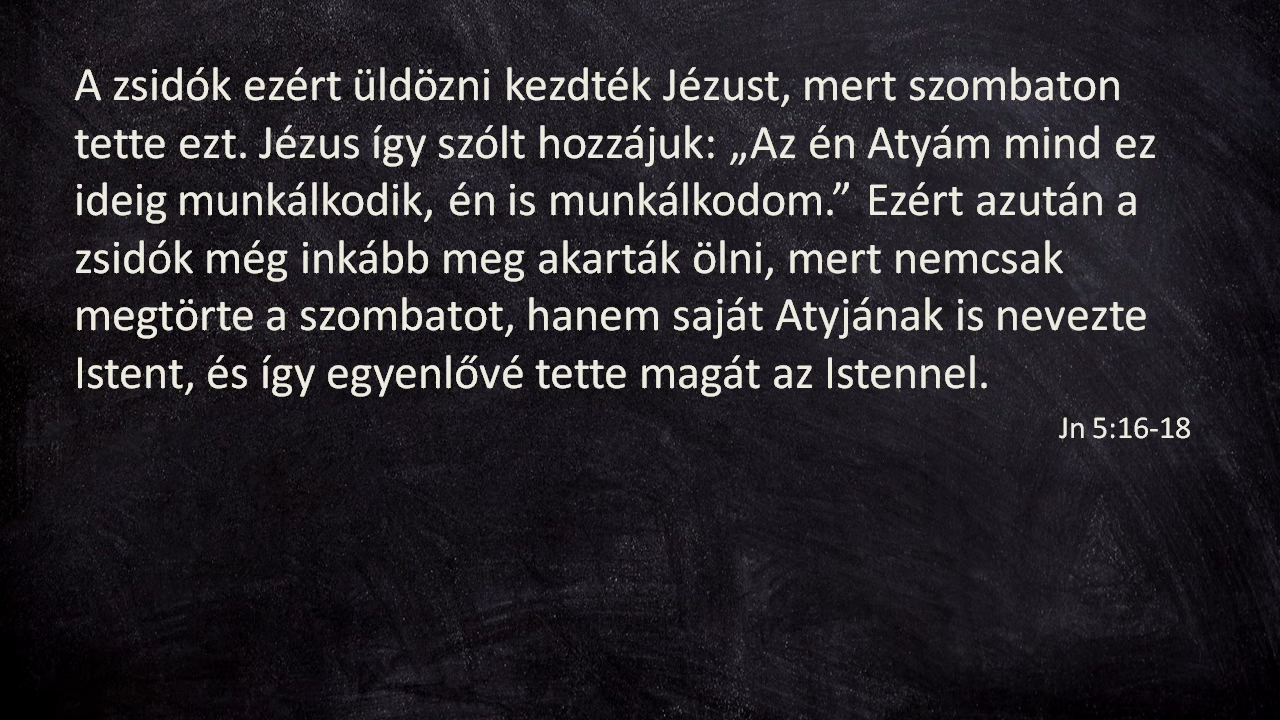 A zsidók ezért üldözni kezdték Jézust, mert szombaton
tette ezt. Jézus így szólt hozzájuk: „Az én Atyám mind ez
ideig munkálkodik, én is munkálkodom.” Ezért azután a
zsidók még inkább meg akarták ölni, mert nemcsak
megtörte a szombatot, hanem saját Atyjának is nevezte
Istent, és így egyenlővé tette magát az Istennel.
Jn 5:16-18